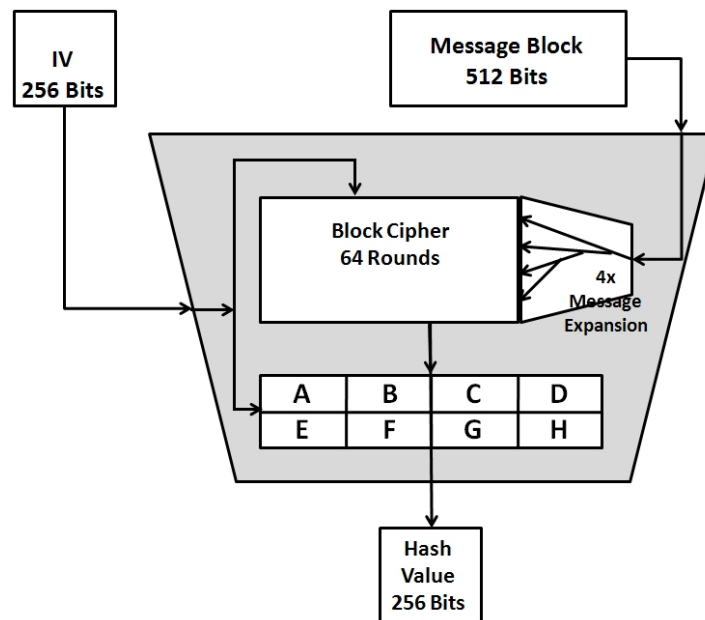 IV
256 Bits
Message Block
512 Bits
Block Cipher
64 Rounds
4x
Message
Expansion
A B C D
E F G H
Hash
Value
256 Bits